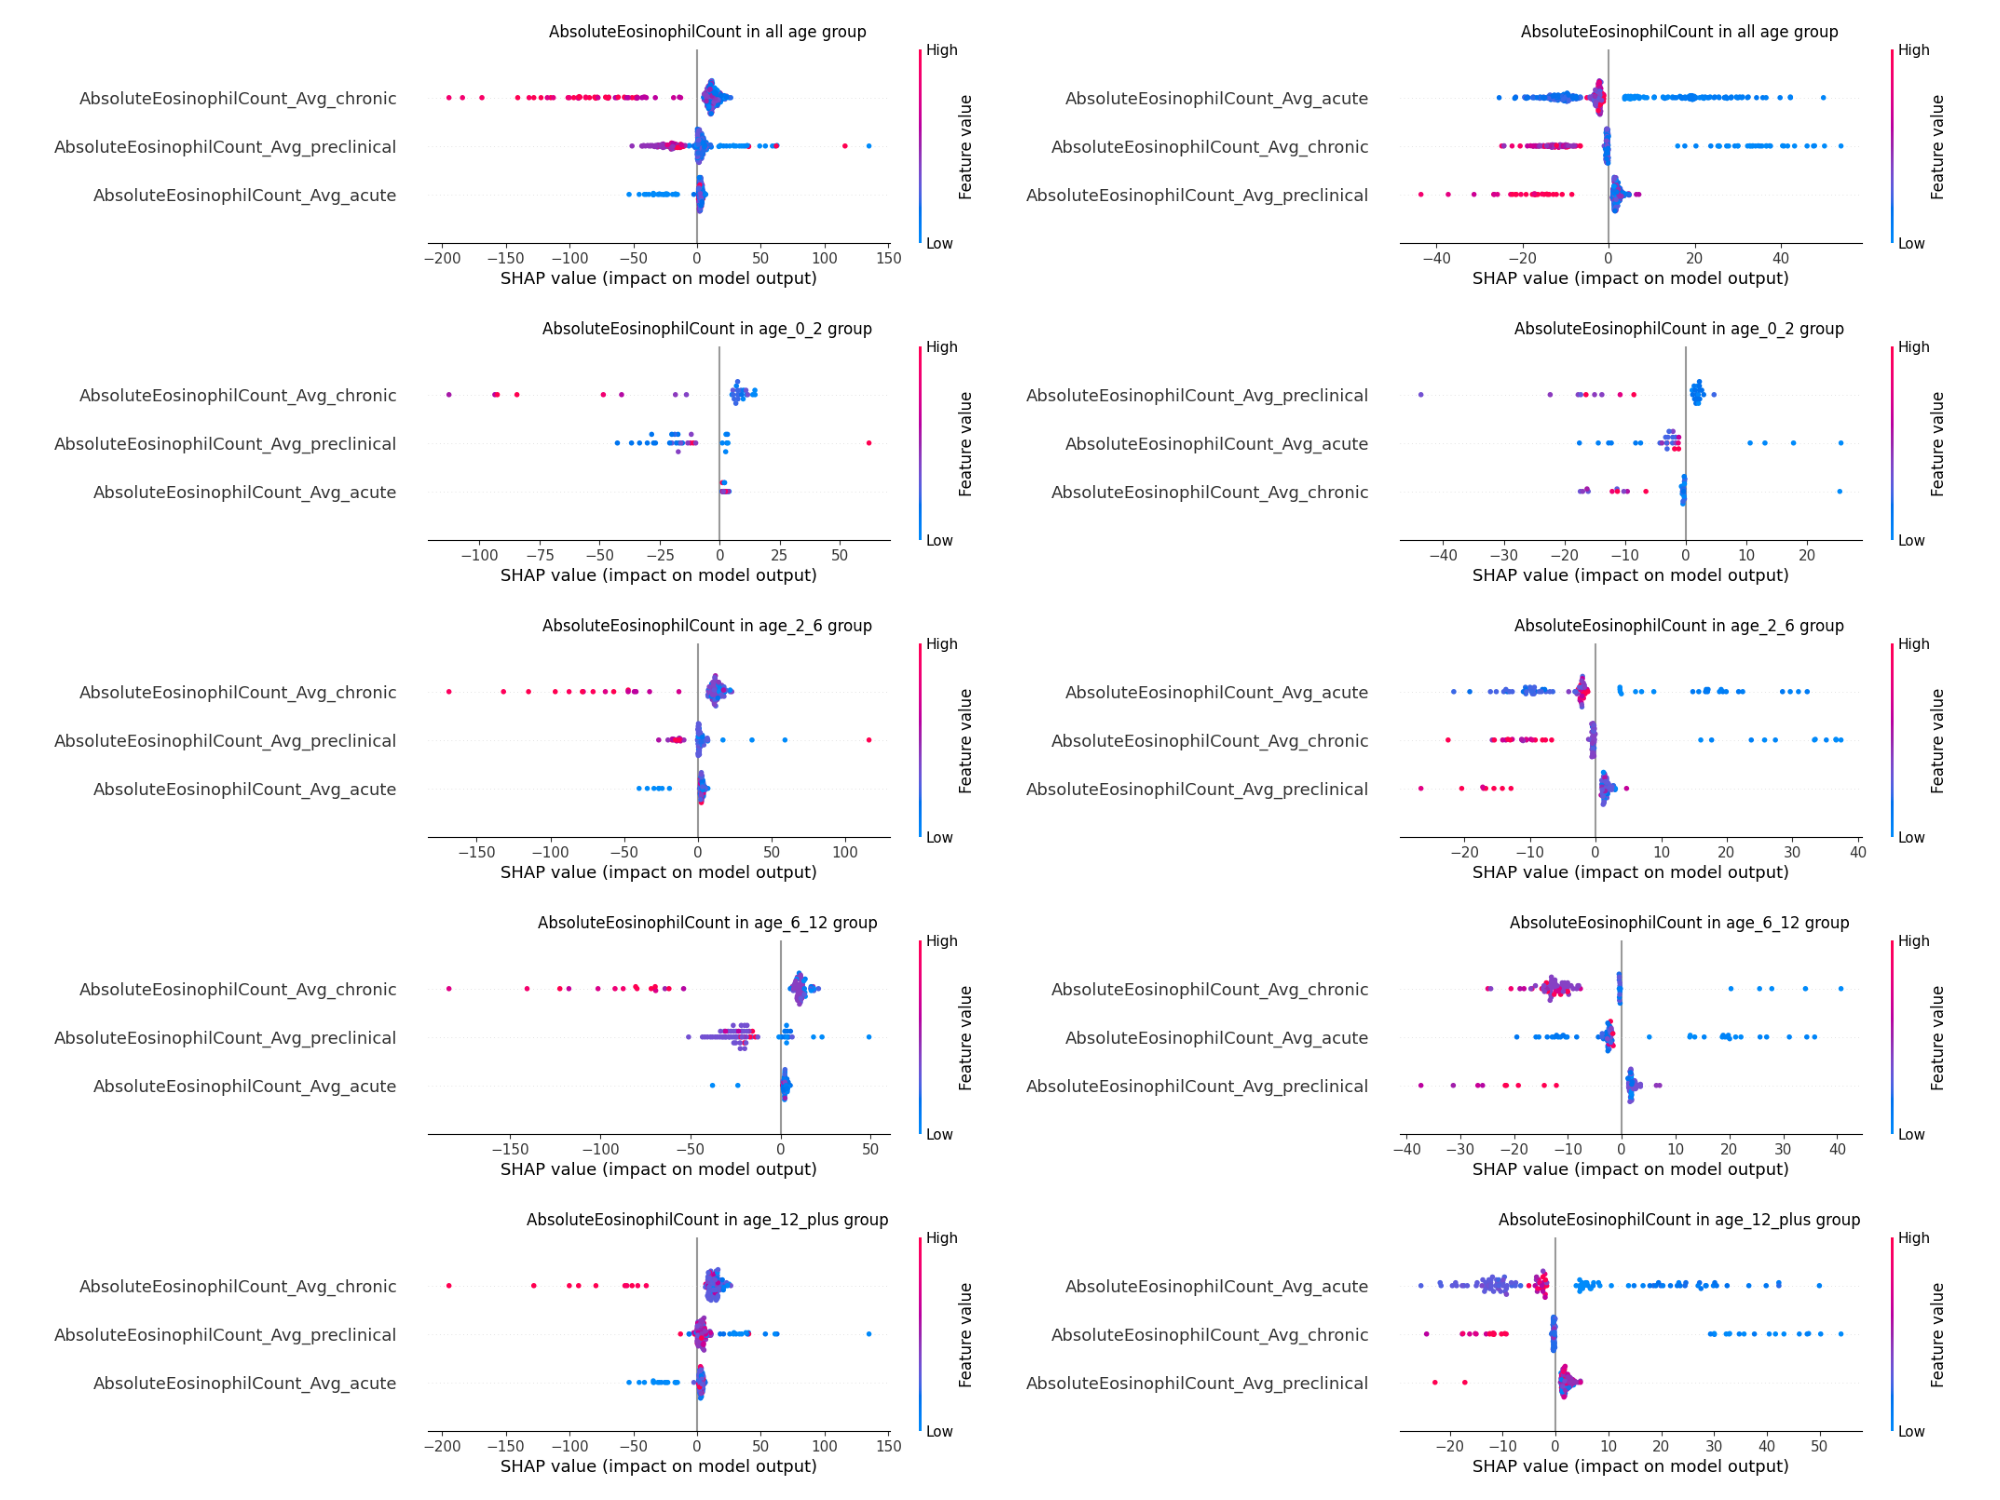 AbsoluteEosinophilCount in all age group
High
AbsoluteEosinophilCount_Avg_chronic
AbsoluteEosinophilCount_Avg_preclinical
AbsoluteEosinophilCount_Avg_acute
Feature value
Low
−200 −150 −100 −50 0 50 100 150
SHAP value (impact on model output)
AbsoluteEosinophilCount in all age group
High
AbsoluteEosinophilCount_Avg_acute
AbsoluteEosinophilCount_Avg_chronic
AbsoluteEosinophilCount_Avg_preclinical
Feature value
Low
−40 −20 0 20 40
SHAP value (impact on model output)
AbsoluteEosinophilCount in age_0_2 group
High
AbsoluteEosinophilCount_Avg_chronic
AbsoluteEosinophilCount_Avg_preclinical
AbsoluteEosinophilCount_Avg_acute
Feature value
Low
−100 −75 −50 −25 0 25 50
SHAP value (impact on model output)
AbsoluteEosinophilCount in age_0_2 group
High
AbsoluteEosinophilCount_Avg_preclinical
AbsoluteEosinophilCount_Avg_acute
AbsoluteEosinophilCount_Avg_chronic
Feature value
Low
−40 −30 −20 −10 0 10 20
SHAP value (impact on model output)
AbsoluteEosinophilCount in age_2_6 group
High
AbsoluteEosinophilCount_Avg_chronic
AbsoluteEosinophilCount_Avg_preclinical
AbsoluteEosinophilCount_Avg_acute
Feature value
Low
−150 −100 −50 0 50 100
SHAP value (impact on model output)
AbsoluteEosinophilCount in age_2_6 group
High
AbsoluteEosinophilCount_Avg_acute
AbsoluteEosinophilCount_Avg_chronic
AbsoluteEosinophilCount_Avg_preclinical
Feature value
Low
−20 −10 0 10 20 30 40
SHAP value (impact on model output)
AbsoluteEosinophilCount in age_6_12 group
High
AbsoluteEosinophilCount_Avg_chronic
AbsoluteEosinophilCount_Avg_preclinical
AbsoluteEosinophilCount_Avg_acute
Feature value
Low
−150 −100 −50 0 50
SHAP value (impact on model output)
AbsoluteEosinophilCount in age_6_12 group
High
AbsoluteEosinophilCount_Avg_chronic
AbsoluteEosinophilCount_Avg_acute
AbsoluteEosinophilCount_Avg_preclinical
Feature value
Low
−40 −30 −20 −10 0 10 20 30 40
SHAP value (impact on model output)
AbsoluteEosinophilCount in age_12_plus group
High
AbsoluteEosinophilCount_Avg_chronic
AbsoluteEosinophilCount_Avg_preclinical
AbsoluteEosinophilCount_Avg_acute
Feature value
Low
−200 −150 −100 −50 0 50 100 150
SHAP value (impact on model output)
AbsoluteEosinophilCount in age_12_plus group
High
AbsoluteEosinophilCount_Avg_acute
AbsoluteEosinophilCount_Avg_chronic
AbsoluteEosinophilCount_Avg_preclinical
Feature value
Low
−20 −10 0 10 20 30 40 50
SHAP value (impact on model output)